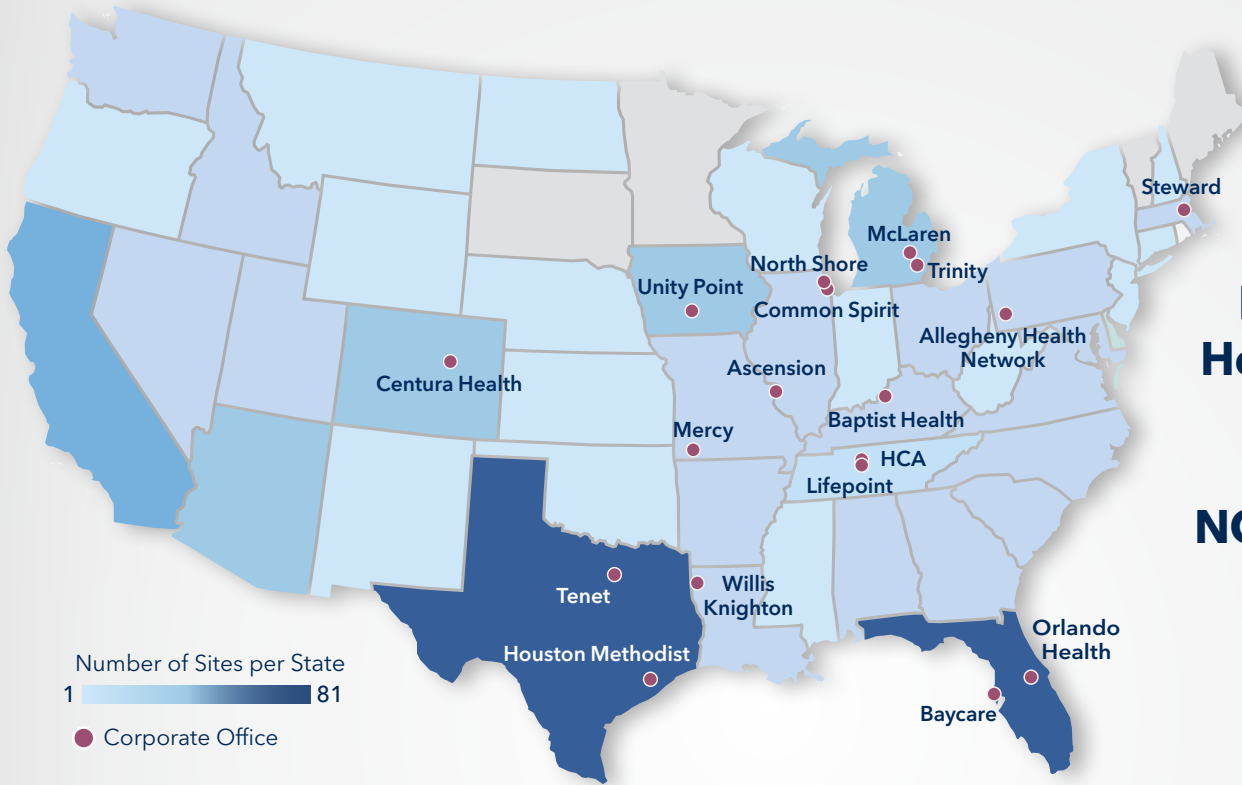 Steward
McLaren
Trinity
North Shore
Common Spirit
Unity Point
Allegheny Health
Network
Centura Health
Ascension
Baptist Health
Mercy
HCA
Lifepoint
Tenet
Willis
Knighton
Houston Methodist
Orlando
Health
Baycare
Number of Sites per State
1 81
Corporate Office